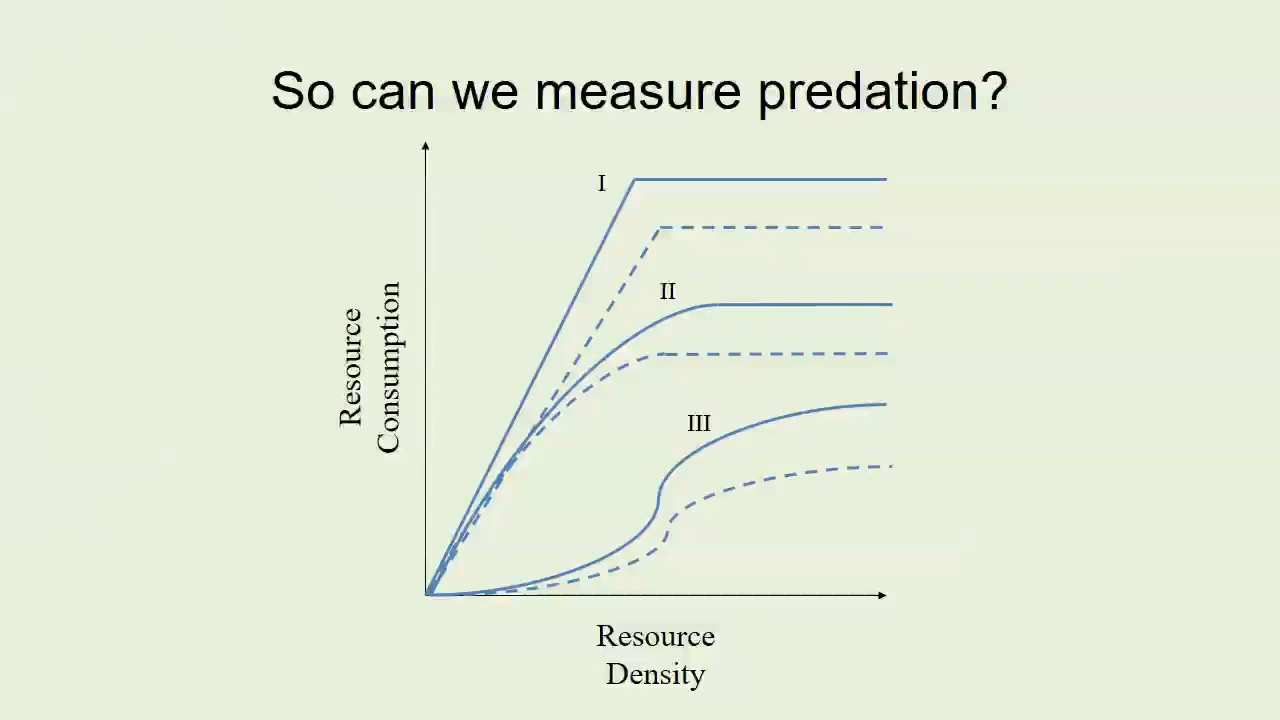 So can we measure predation?
I
II
III
Resource
Consumption
Resource
Density